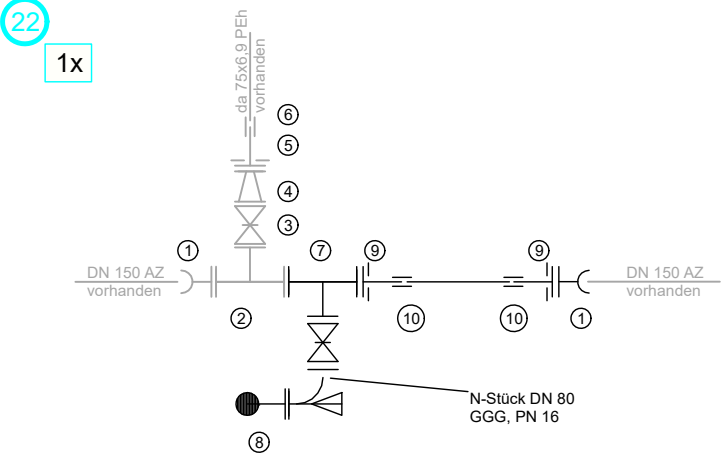 22
1x
da 75x6,9 PEh
vorhanden
6
5
4
3
1
7
9
9
DN 150 AZ
vorhanden
DN 150 AZ
vorhanden
2
10
10
1
N-Stück DN 80
GGG, PN 16
8